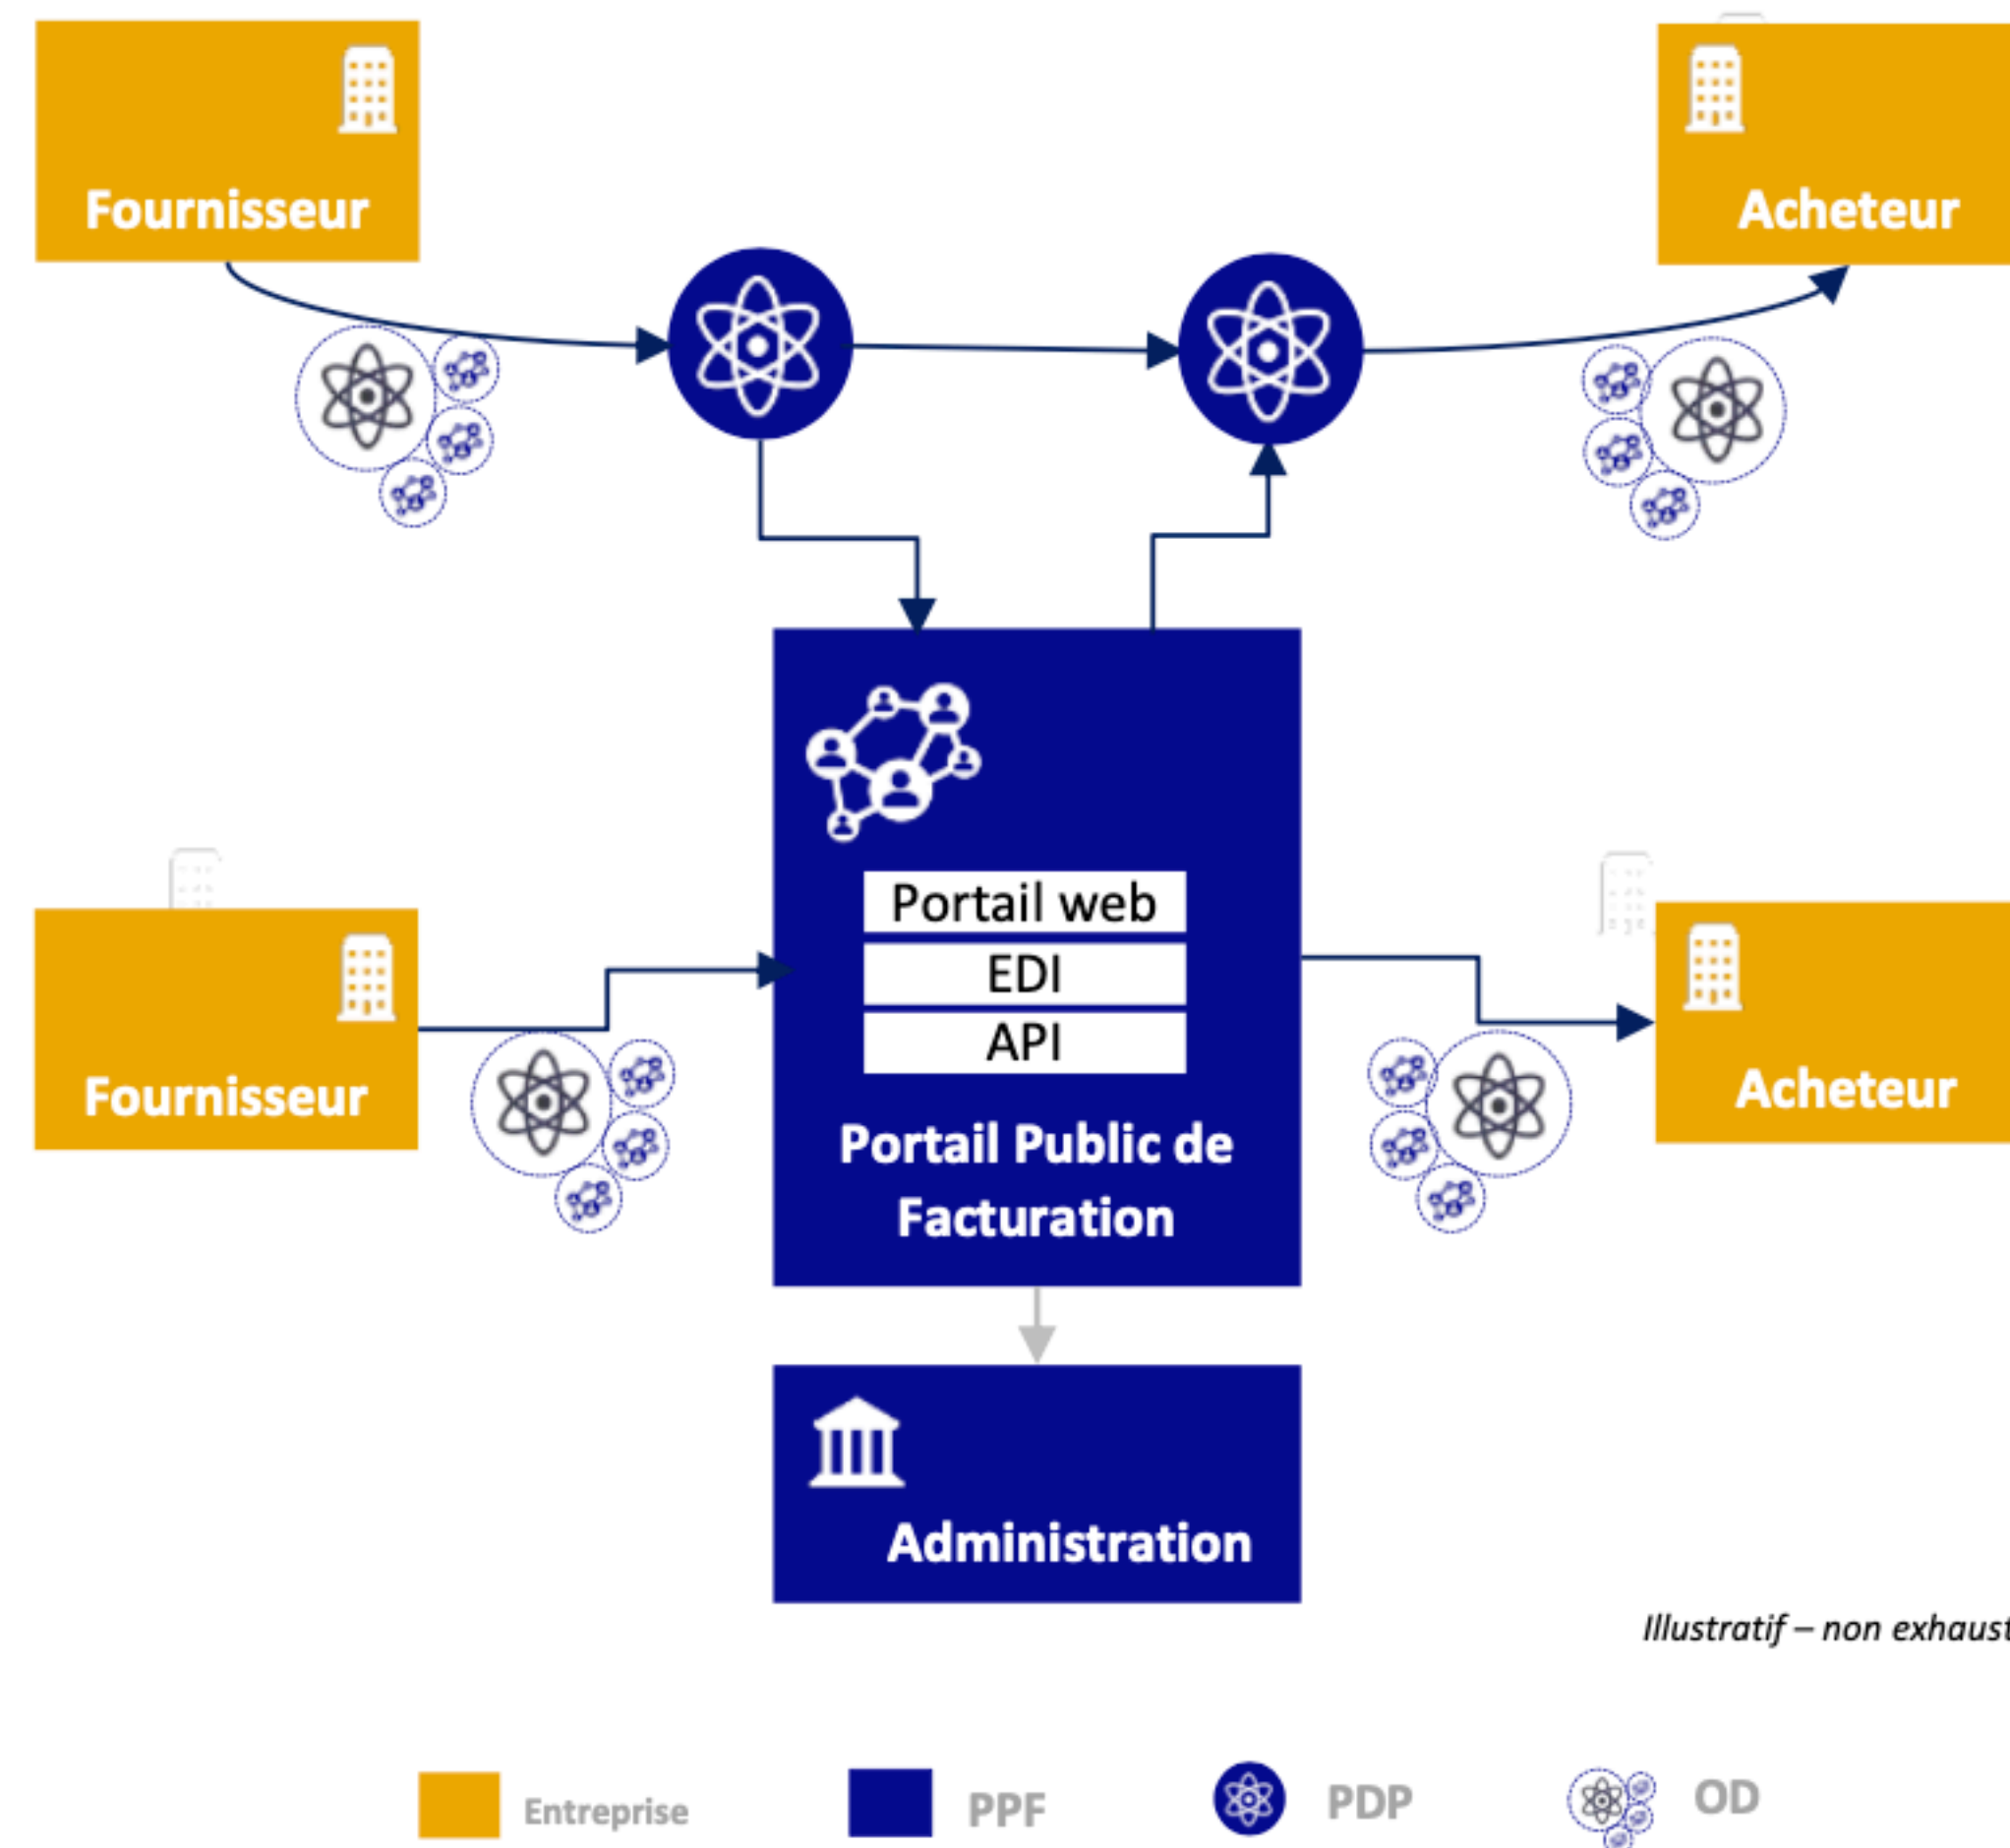 Fournisseur
Acheteur
Portail web
EDI
API
Portail Public de
Facturation
Fournisseur
Acheteur
Administration
Illustratif – non exhaust
Entreprise
PPF
PDP
OD